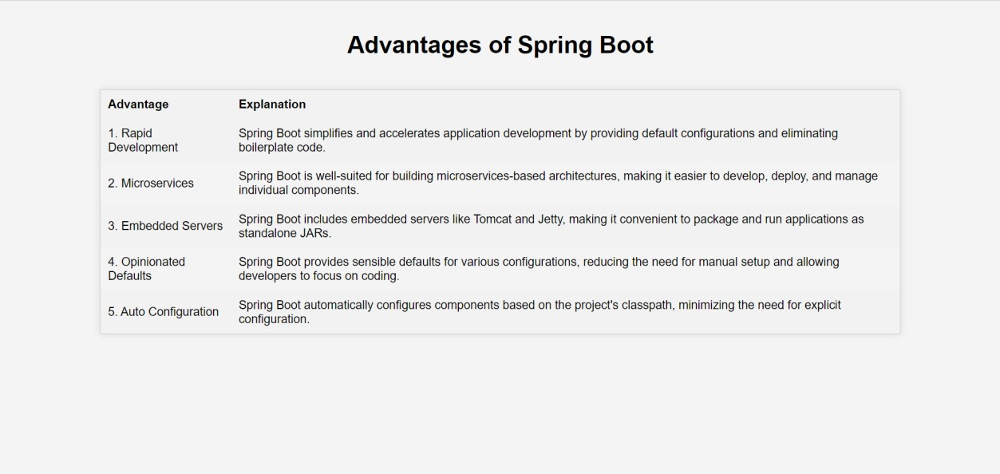 Advantages of Spring Boot
Advantage Explanation
1. Rapid
Development
Spring Boot simplifies and accelerates application development by providing default configurations and eliminating
boilerplate code.
2. Microservices
Spring Boot is well-suited for building microservices-based architectures, making it easier to develop, deploy, and manage
individual components.
3. Embedded Servers
Spring Boot includes embedded servers like Tomcat and Jetty, making it convenient to package and run applications as
standalone JARs.
4. Opinionated
Defaults
Spring Boot provides sensible defaults for various configurations, reducing the need for manual setup and allowing
developers to focus on coding.
5. Auto Configuration
Spring Boot automatically configures components based on the project's classpath, minimizing the need for explicit
configuration.